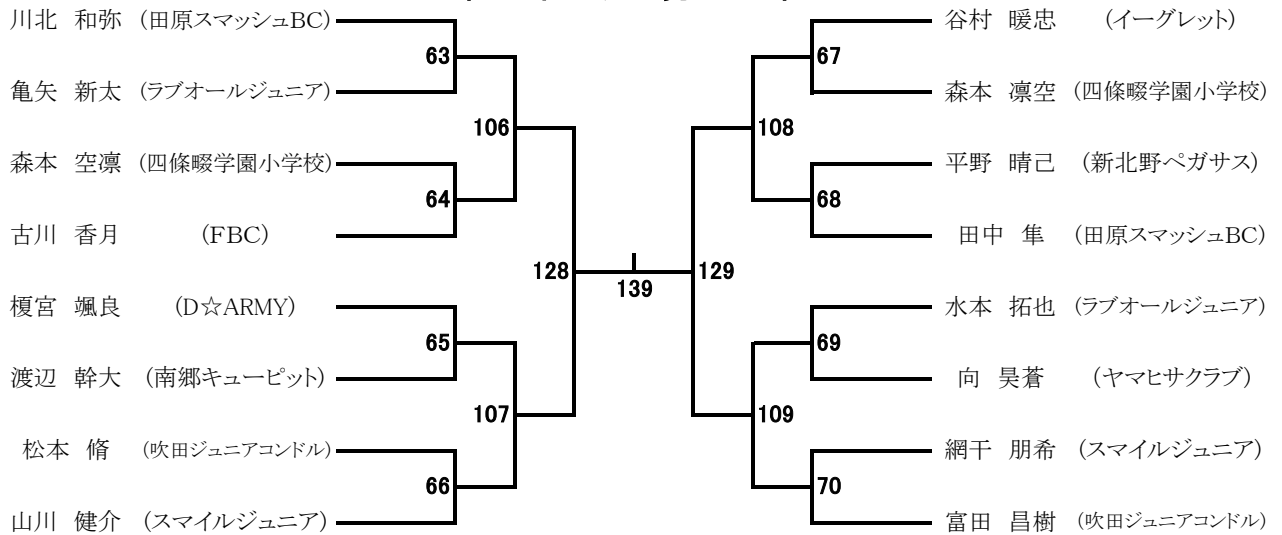 川北 和弥 (田原スマッシュBC)
63
亀矢 新太 (ラブオールジュニア)
106
森本 空凛 (四條畷学園小学校)
64
古川 香月 (FBC)
128
榎宮 颯良 (D☆ARMY)
65
渡辺 幹大 (南郷キューピット)
107
松本 脩 (吹田ジュニアコンドル)
66
山川 健介 (スマイルジュニア)
139
谷村 暖忠 (イーグレット)
67
森本 凛空 (四條畷学園小学校)
108
平野 晴己 (新北野ペガサス)
68
田中 隼 (田原スマッシュBC)
129
水本 拓也 (ラブオールジュニア)
69
向 昊蒼 (ヤマヒサクラブ)
109
網干 朋希 (スマイルジュニア)
70
富田 昌樹 (吹田ジュニアコンドル)